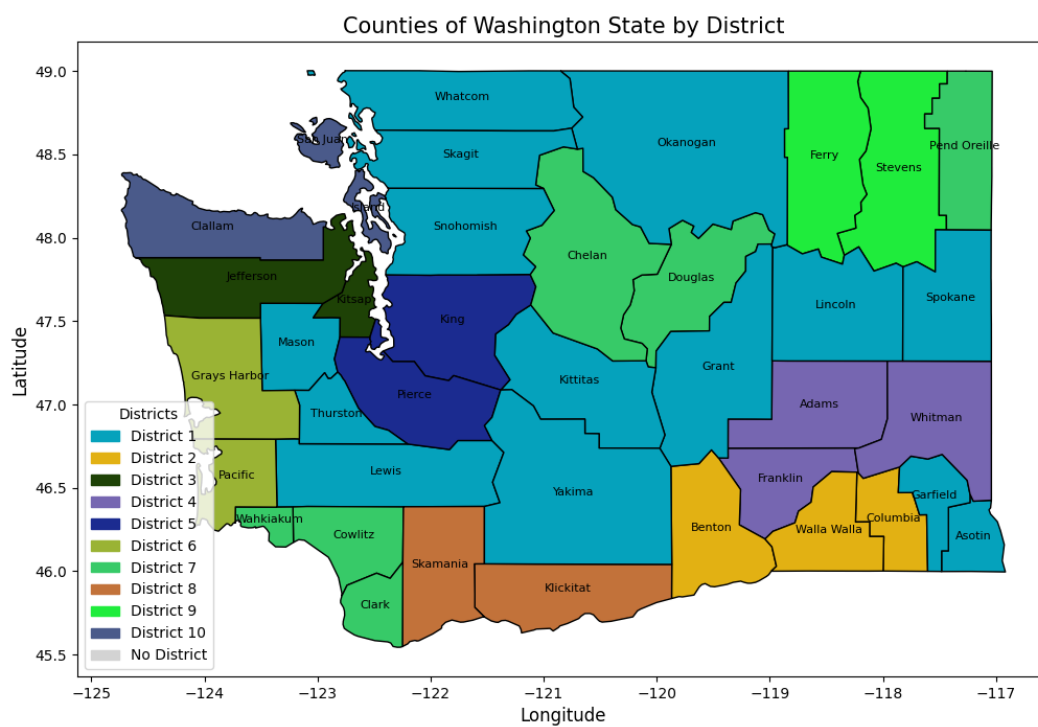 Counties of Washington State by District
49.0
48.5
48.0
47.5
47.0
46.5
46.0
45.5
Latitude
Whatcom
San Juan
Skagit
Okanogan
Ferry
Stevens
Pend Oreille
Island
Clallam
Snohomish
Chelan
Douglas
Jefferson
Kitsap
King
Lincoln
Spokane
Mason
Grays Harbor
Pierce
Kittitas
Grant
Thurston
Adams
Whitman
Pacific
Lewis
Yakima
Franklin
Garfield
Wahkiakum
Cowlitz
Benton
Walla Walla
Columbia
Asotin
Skamania
Klickitat
Clark
Districts
District 1
District 2
District 3
District 4
District 5
District 6
District 7
District 8
District 9
District 10
No District
−125 −124 −123 −122 −121 −120 −119 −118 −117
Longitude